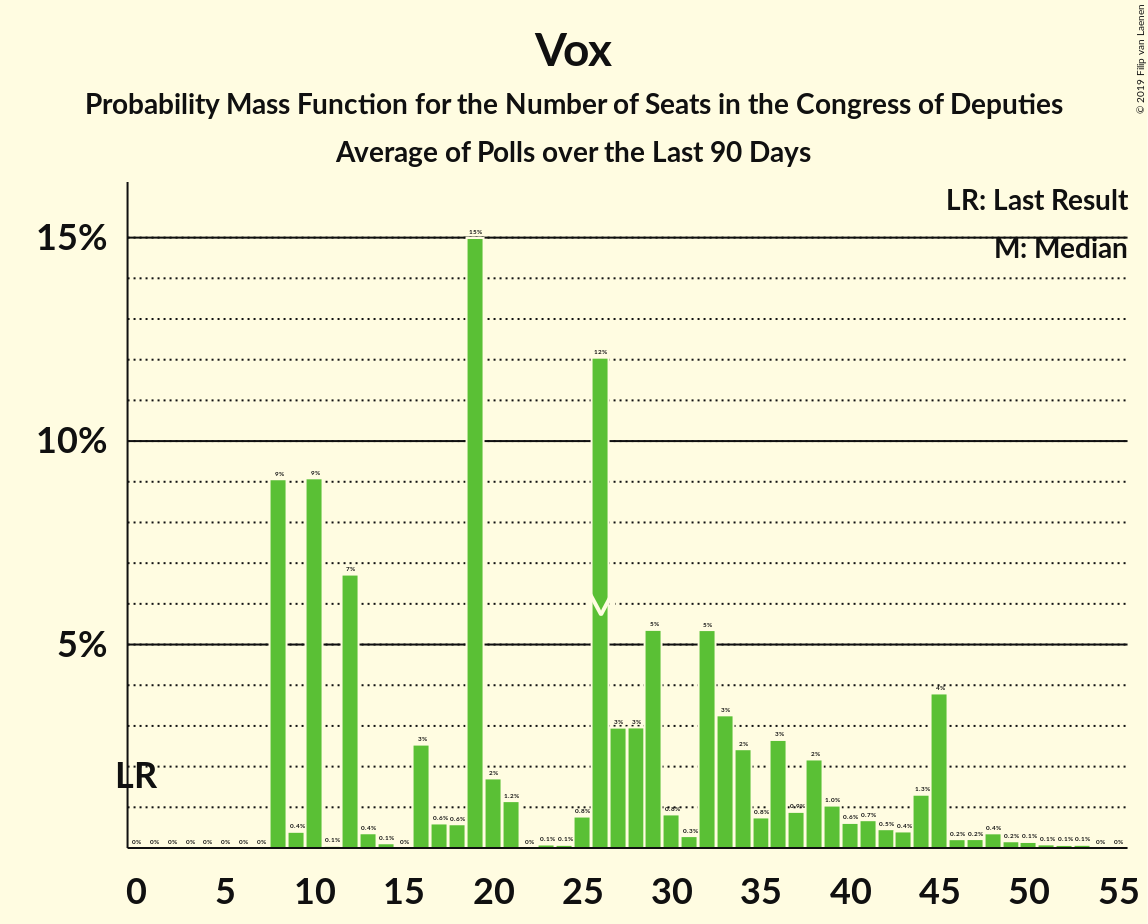 Vox
Probability Mass Function for the Number of Seats in the Congress of Deputies
Average of Polls over the Last 90 Days
© 2019 Filip van Laenen
LR: Last Result
M: Median
15%
10%
5%
LR
0% 0% 0% 0% 0% 0% 0% 0% 9% 0.4% 9% 0.1% 7% 0.4% 0.1% 0% 3% 0.6% 0.6% 15% 2% 1.2% 0% 0.1% 0.1% 0.8% 12% 3% 3% 5% 0.8% 0.3% 5% 3% 2% 0.8% 3% 0.9% 2% 1.0% 0.6% 0.7% 0.5% 0.4% 1.3% 4% 0.2% 0.2% 0.4% 0.2% 0.1% 0.1% 0.1% 0.1% 0% 0%
0 5 10 15 20 25 30 35 40 45 50 55